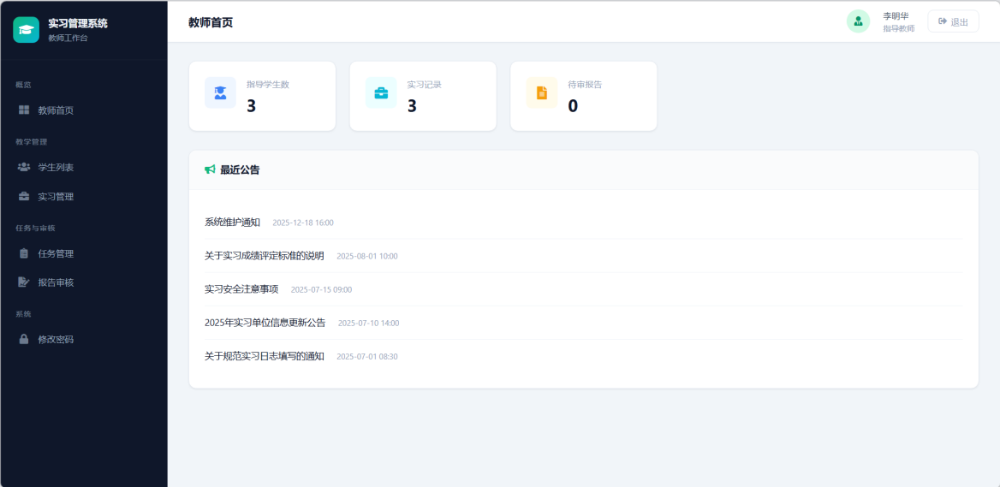 实习管理系统
教师工作台
概览
教师首页
教学管理
学生列表
实习管理
任务与审核
任务管理
报告审核
系统
修改密码
教师首页
李明华
指导教师
退出
指导学生数
3
实习记录
3
待审报告
0
最近公告
系统维护通知 2025-12-18 16:00
关于实习成绩评定标准的说明 2025-08-01 10:00
实习安全注意事项 2025-07-15 09:00
2025年实习单位信息更新公告 2025-07-10 14:00
关于规范实习日志填写的通知 2025-07-01 08:30